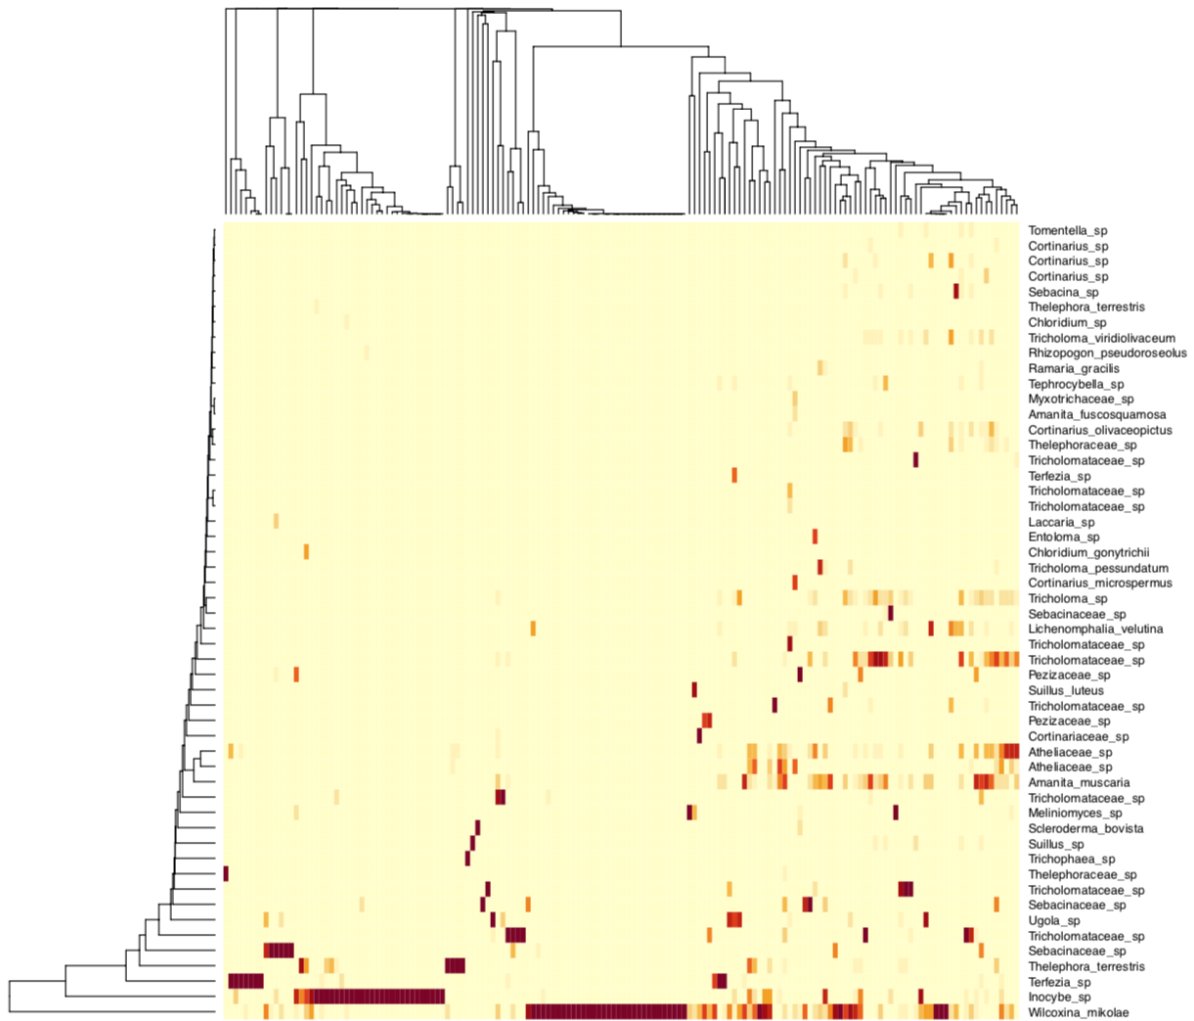 Tomentella_sp
Cortinarius_sp
Cortinarius_sp
Cortinarius_sp
Sebacina_sp
Thelephora_terrestris
Chloridium_sp
Tricholoma_viridiolivaceum
Rhizopogon_pseudoroseolus
Ramaria_gracilis
Tephrocybella_sp
Myxotrichaceae_sp
Amanita_fuscosquamosa
Cortinarius_olivaceopictus
Thelephoraceae_sp
Tricholomataceae_sp
Terfezia_sp
Tricholomataceae_sp
Tricholomataceae_sp
Laccaria_sp
Entoloma_sp
Chloridium_gonytrichii
Tricholoma_pessundatum
Cortinarius_microspermus
Tricholoma_sp
Sebacinaceae_sp
Lichenomphalia_velutina
Tricholomataceae_sp
Tricholomataceae_sp
Pezizaceae_sp
Suillus_luteus
Tricholomataceae_sp
Pezizaceae_sp
Cortinariaceae_sp
Atheliaceae_sp
Atheliaceae_sp
Amanita_muscaria
Tricholomataceae_sp
Meliniomyces_sp
Scleroderma_bovista
Suillus_sp
Trichophaea_sp
Thelephoraceae_sp
Tricholomataceae_sp
Sebacinaceae_sp
Ugola_sp
Tricholomataceae_sp
Sebacinaceae_sp
Thelephora_terrestris
Terfezia_sp
Inocybe_sp
Wilcoxina_mikolae